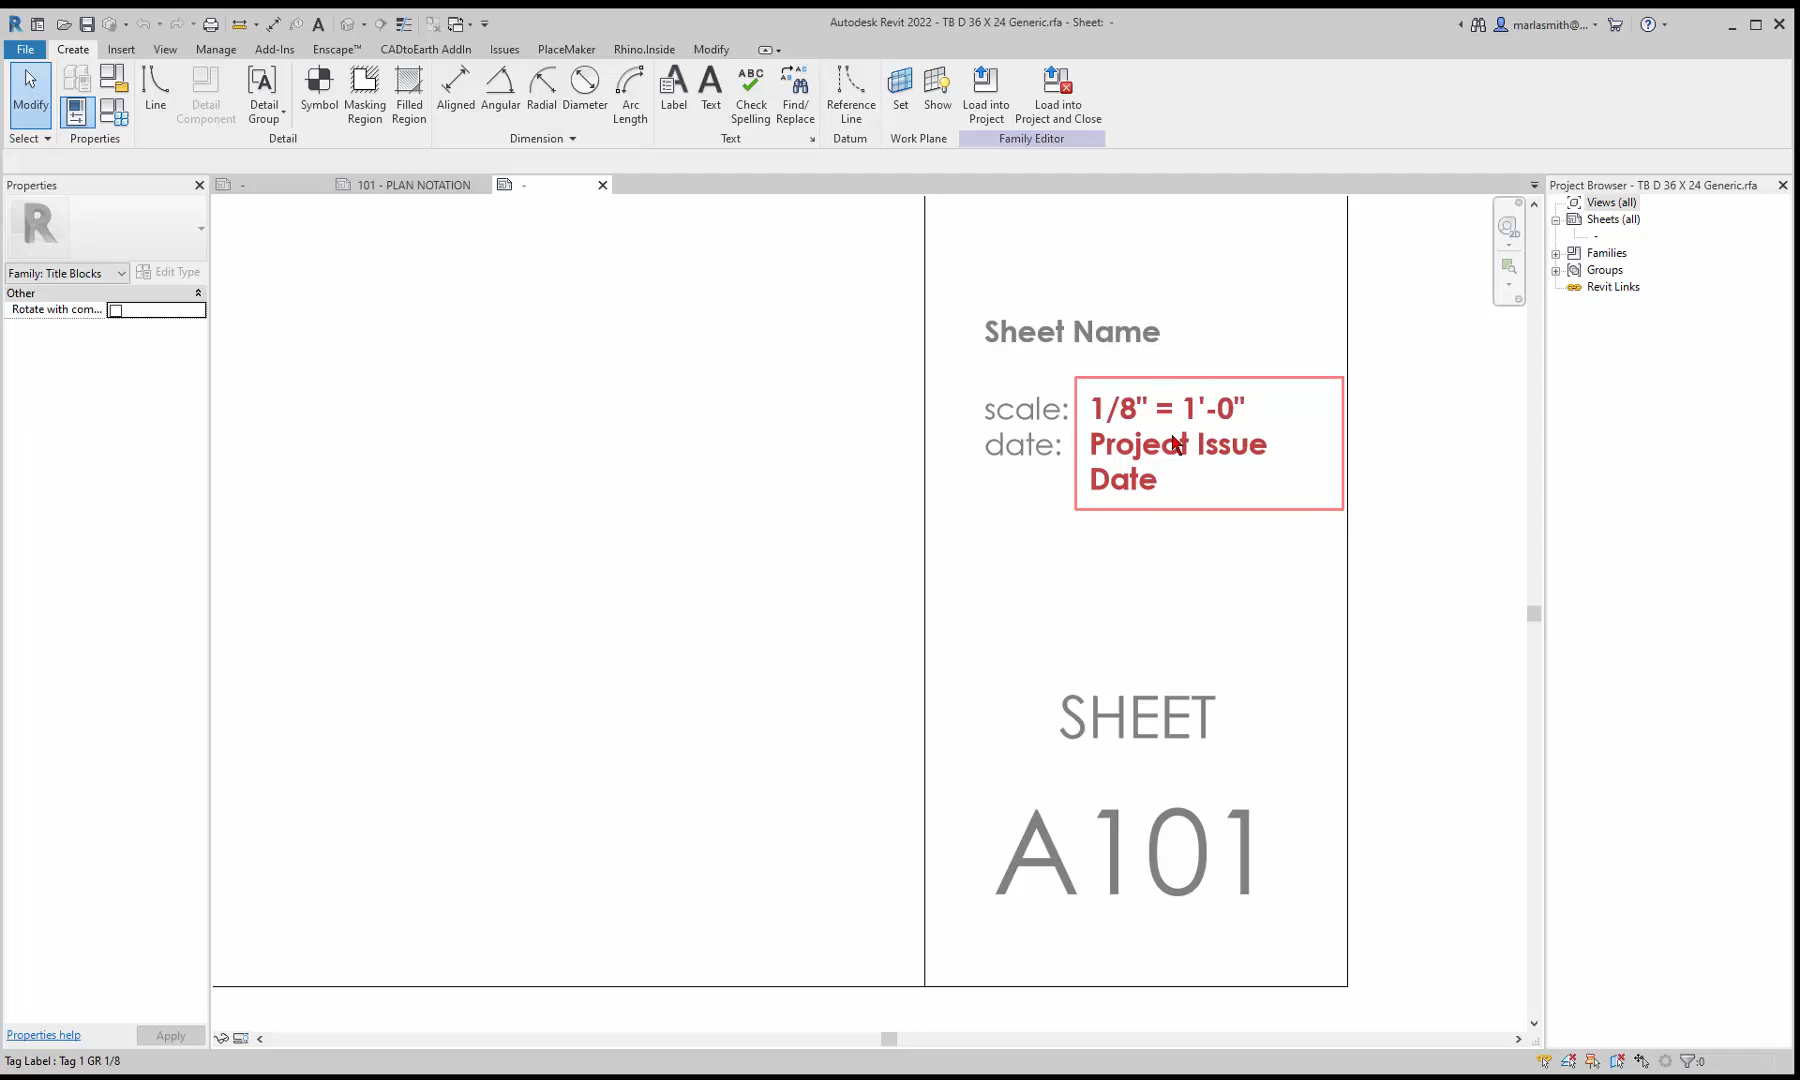 Autodesk Revit 2022 - TB D 36 X 24 Generic.rfa - Sheet: -
marlasmith@...
File Create Insert View Manage Add-Ins Enscape™ CADtoEarth AddIn Issues PlaceMaker Rhino.Inside Modify
Modify
Line
Detail Component
Detail Group
Symbol
Masking Region
Filled Region
Aligned
Angular
Radial
Diameter
Arc Length
Label
Text
ABC
Check Spelling
Find/ Replace
Reference Line
Set
Show
Load into Project
Load into Project and Close
Select Properties Detail Dimension Text Datum Work Plane Family Editor
Properties
-
101 - PLAN NOTATION
-
Project Browser - TB D 36 X 24 Generic.rfa
Family: Title Blocks
Edit Type
Other
Rotate with com...
Views (all)
Sheets (all)
-
Families
Groups
Revit Links
2D
Sheet Name
scale: 1/8" = 1'-0"
date: Project Issue
Date
SHEET
A101
Properties help
Apply
Tag Label : Tag 1 GR 1/8
:0